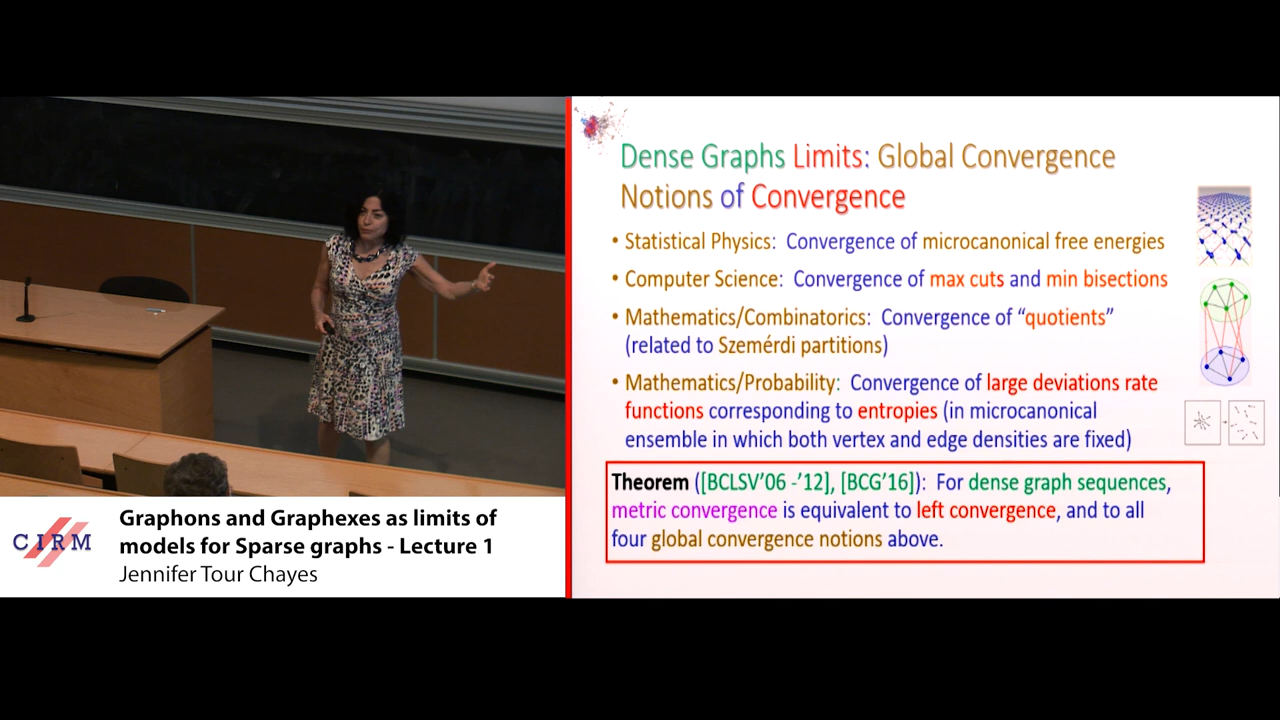 Dense Graphs Limits: Global Convergence
Notions of Convergence
• Statistical Physics: Convergence of microcanonical free energies
• Computer Science: Convergence of max cuts and min bisections
• Mathematics/Combinatorics: Convergence of “quotients”
(related to Szemérdi partitions)
• Mathematics/Probability: Convergence of large deviations rate
functions corresponding to entropies (in microcanonical
ensemble in which both vertex and edge densities are fixed)
Theorem ([BCLSV’06 -’12], [BCG’16]): For dense graph sequences,
metric convergence is equivalent to left convergence, and to all
four global convergence notions above.
CIRM
Graphons and Graphexes as limits of
models for Sparse graphs - Lecture 1
Jennifer Tour Chayes